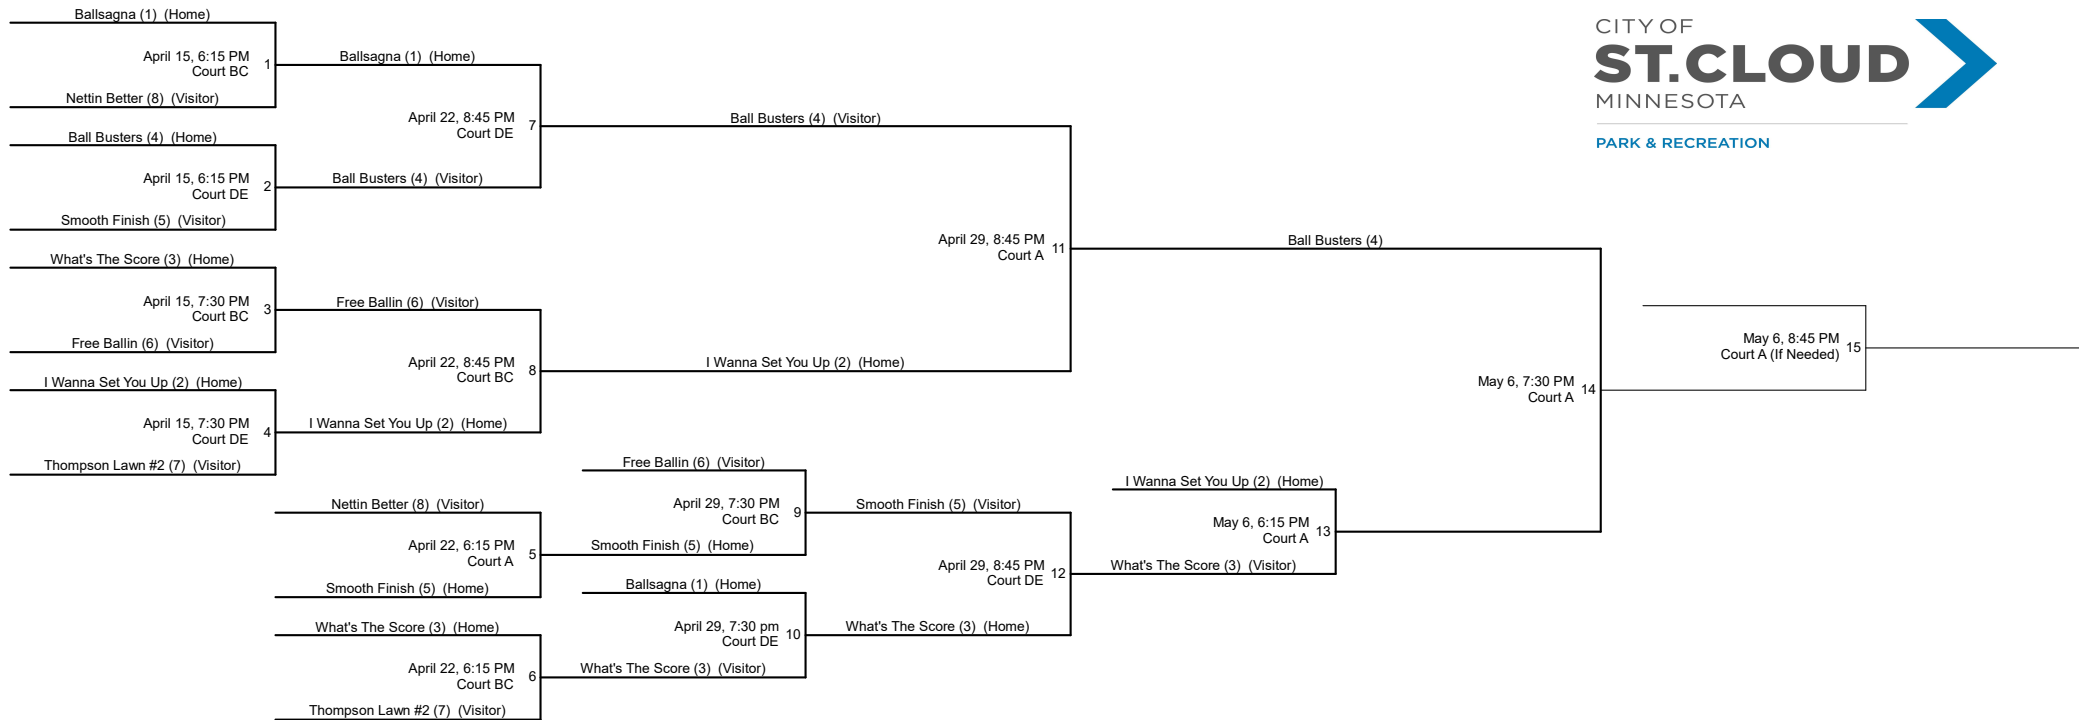 Ballsagna (1)  (Home)
April 15, 6:15 PM
Court BC
1
Nettin Better (8)  (Visitor)
Ball Busters (4)  (Home)
April 15, 6:15 PM
Court DE
2
Smooth Finish (5)  (Visitor)
What's The Score (3)  (Home)
April 15, 7:30 PM
Court BC
3
Free Ballin (6)  (Visitor)
I Wanna Set You Up (2)  (Home)
April 15, 7:30 PM
Court DE
4
Thompson Lawn #2 (7)  (Visitor)
Ballsagna (1)  (Home)
April 22, 8:45 PM
Court DE
7
Ball Busters (4)  (Visitor)
Free Ballin (6)  (Visitor)
April 22, 8:45 PM
Court BC
8
I Wanna Set You Up (2)  (Home)
Nettin Better (8)  (Visitor)
April 22, 6:15 PM
Court A
5
Smooth Finish (5)  (Home)
What's The Score (3)  (Home)
April 22, 6:15 PM
Court BC
6
Thompson Lawn #2 (7)  (Visitor)
Ball Busters (4)  (Visitor)
April 29, 8:45 PM
Court A
11
I Wanna Set You Up (2)  (Home)
Free Ballin (6)  (Visitor)
April 29, 7:30 PM
Court BC
9
Smooth Finish (5)  (Home)
Ballsagna (1)  (Home)
April 29, 7:30 pm
Court DE
10
What's The Score (3)  (Visitor)
Smooth Finish (5)  (Visitor)
April 29, 8:45 PM
Court DE
12
What's The Score (3)  (Home)
Ball Busters (4)
I Wanna Set You Up (2)  (Home)
May 6, 6:15 PM
Court A
13
What's The Score (3)  (Visitor)
May 6, 7:30 PM
Court A
14
May 6, 8:45 PM
Court A (If Needed)
15
CITY OF
ST.CLOUD
MINNESOTA
PARK & RECREATION